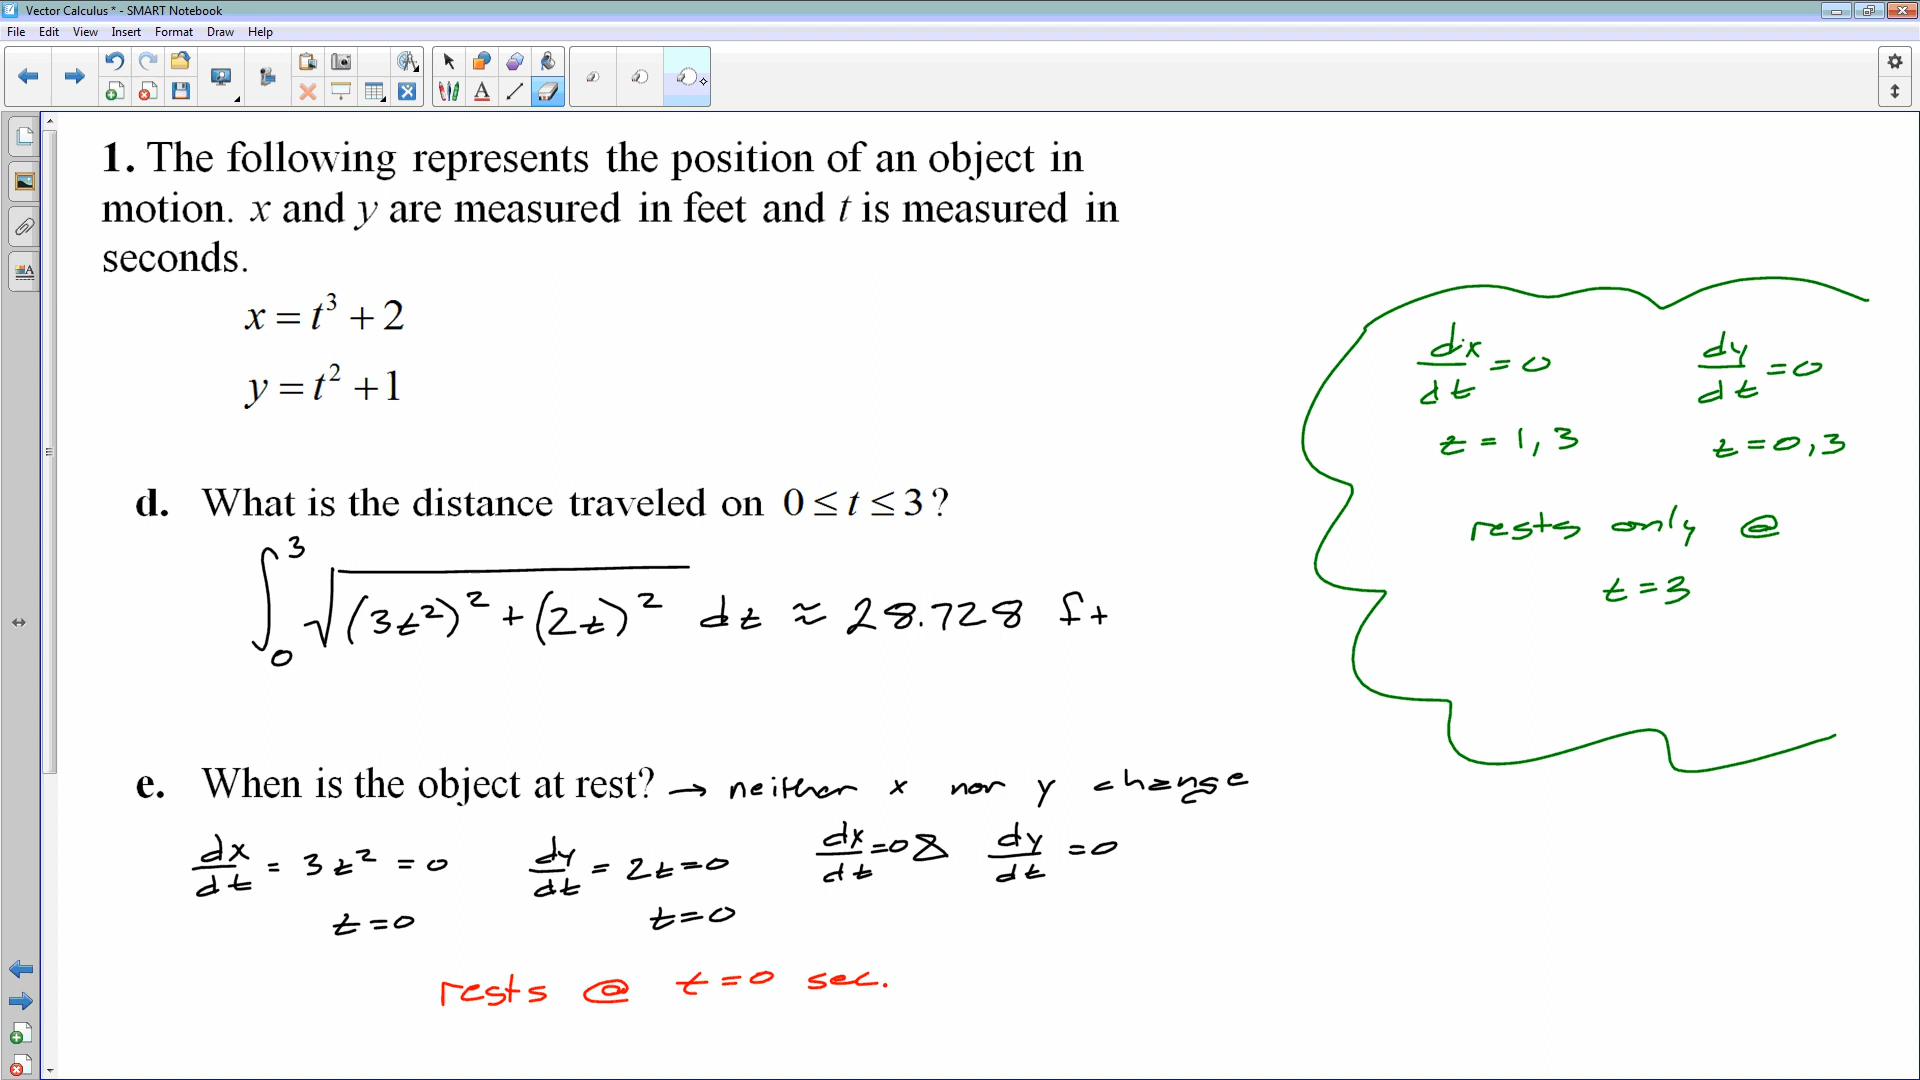 Vector Calculus * - SMART Notebook
File Edit View Insert Format Draw Help
1. The following represents the position of an object in
motion. x and y are measured in feet and t is measured in
seconds.
x = t³ + 2
y = t² + 1
d. What is the distance traveled on 0 ≤ t ≤ 3?
∫₀³ √((3t²)² + (2t)²) dt ≈ 28.728 ft
e. When is the object at rest? → neither x nor y change
dx/dt = 3t² = 0 dy/dt = 2t = 0 dx/dt = 0 & dy/dt = 0
t = 0 t = 0
rests @ t = 0 sec.
dx/dt = 0 dy/dt = 0
t = 1, 3 t = 0, 3
rests only @
t = 3